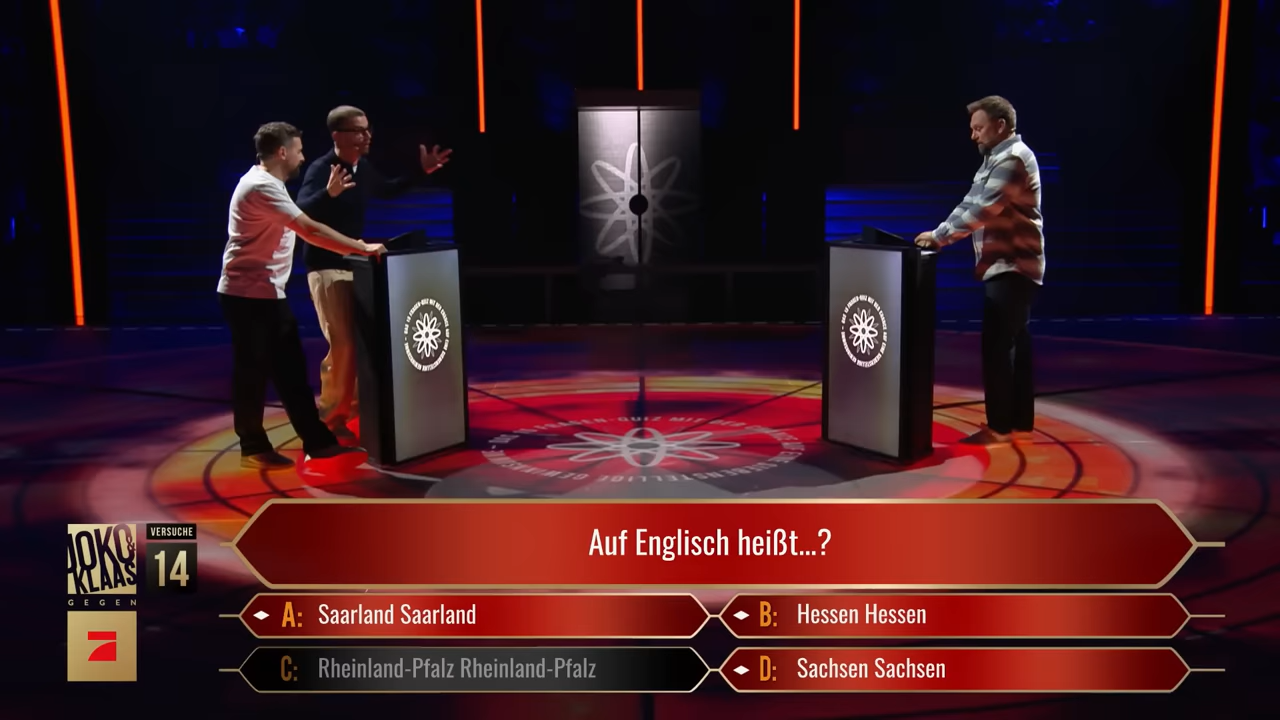 Auf Englisch heißt...?
JOKO &
KLAAS
GEGEN
VERSUCHE
14
A: Saarland Saarland
B: Hessen Hessen
C: Rheinland-Pfalz Rheinland-Pfalz
D: Sachsen Sachsen